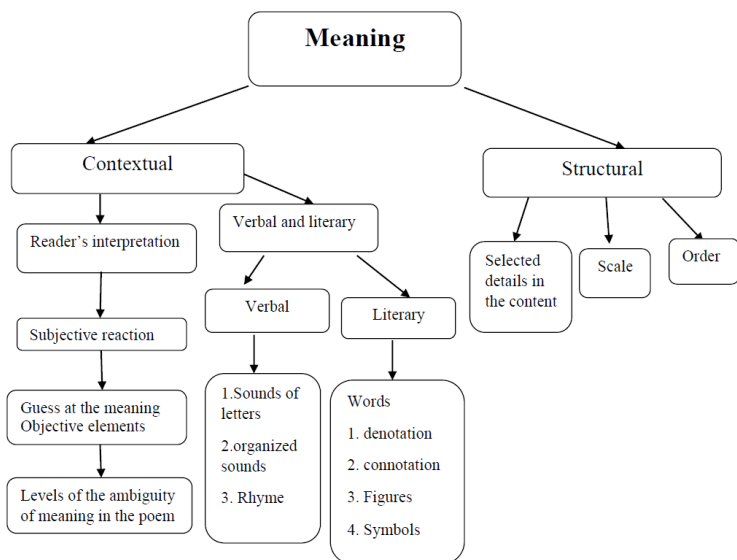 Meaning
Contextual
Structural
Reader's interpretation
Verbal and literary
Selected
details in
the content
Scale
Order
Subjective reaction
Verbal
Literary
Guess at the meaning
Objective elements
1.Sounds of
letters
2.organized
sounds
3. Rhyme
Words
1. denotation
2. connotation
3. Figures
4. Symbols
Levels of the ambiguity
of meaning in the poem